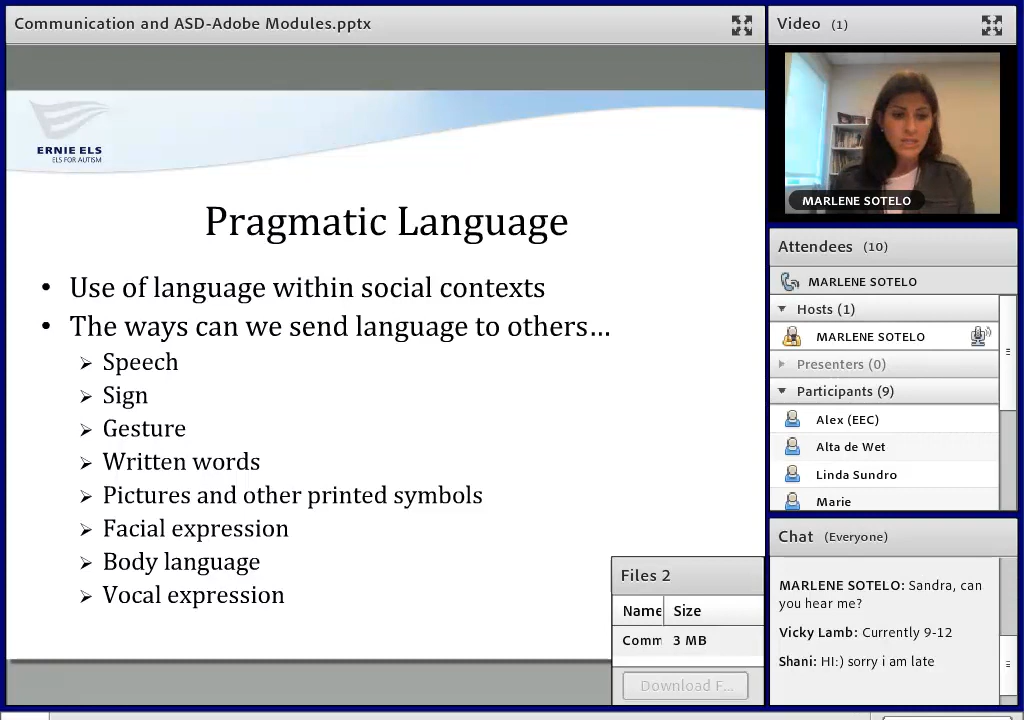 Communication and ASD-Adobe Modules.pptx
ERNIE ELS
ELS FOR AUTISM
Pragmatic Language
• Use of language within social contexts
• The ways can we send language to others...
➢ Speech
➢ Sign
➢ Gesture
➢ Written words
➢ Pictures and other printed symbols
➢ Facial expression
➢ Body language
➢ Vocal expression
Files 2
Name Size
Comm 3 MB
Download F...
Video (1)
MARLENE SOTELO
Attendees (10)
MARLENE SOTELO
Hosts (1)
MARLENE SOTELO
Presenters (0)
Participants (9)
Alex (EEC)
Alta de Wet
Linda Sundro
Marie
Chat (Everyone)
MARLENE SOTELO: Sandra, can
you hear me?
Vicky Lamb: Currently 9-12
Shani: HI:) sorry i am late